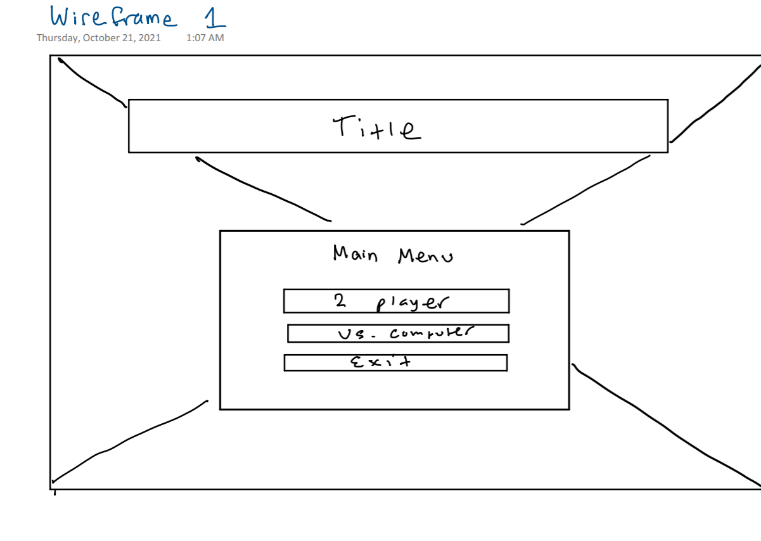 Wireframe 1
Thursday, October 21, 2021 1:07 AM
Title
Main Menu
2 player
vs. computer
Exit